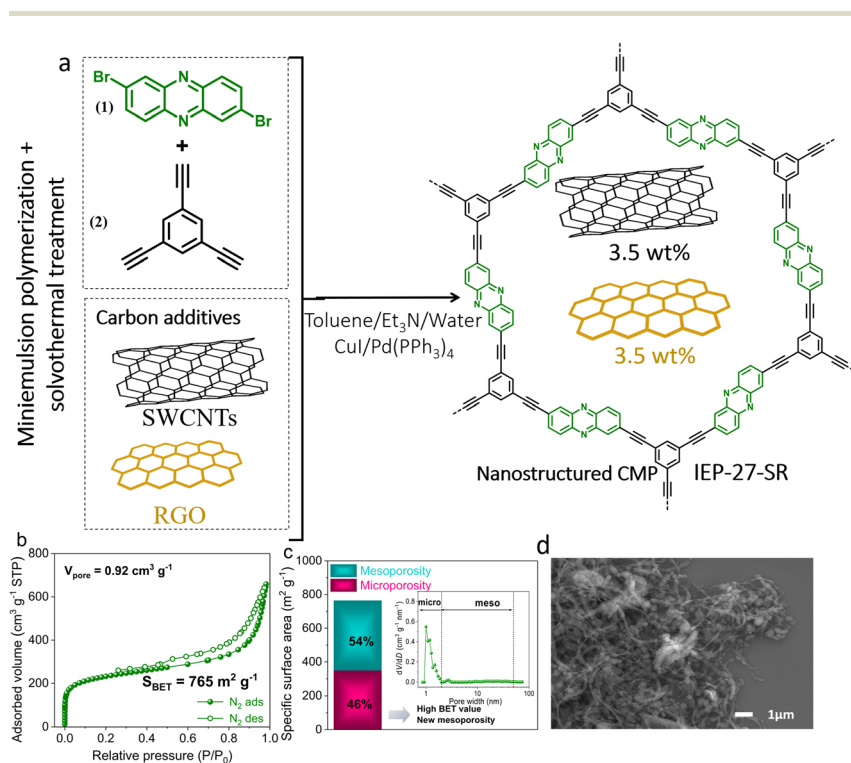 a
Miniemulsion polymerization +
solvothermal treatment
Br
N
N
Br
(1)
+
(2)
Carbon additives
SWCNTs
RGO
Toluene/Et₃N/Water
CuI/Pd(PPh₃)₄
N
N
N
N
N
N
N
N
N
N
N
N
3.5 wt%
3.5 wt%
Nanostructured CMP IEP-27-SR
b
Adsorbed volume (cm³ g⁻¹ STP)
800
600
400
200
0
V_pore = 0.92 cm³ g⁻¹
S_BET = 765 m² g⁻¹
N₂ ads
N₂ des
0.0 0.2 0.4 0.6 0.8 1.0
Relative pressure (P/P₀)
c
Specific surface area (m² g⁻¹)
1000
800
600
400
200
0
Mesoporosity
Microporosity
54%
46%
dV/dD (cm³ g⁻¹ nm⁻¹)
0.8
0.6
0.4
0.2
0.0
micro meso
1 10 100
Pore width (nm)
High BET value
New mesoporosity
d
1μm